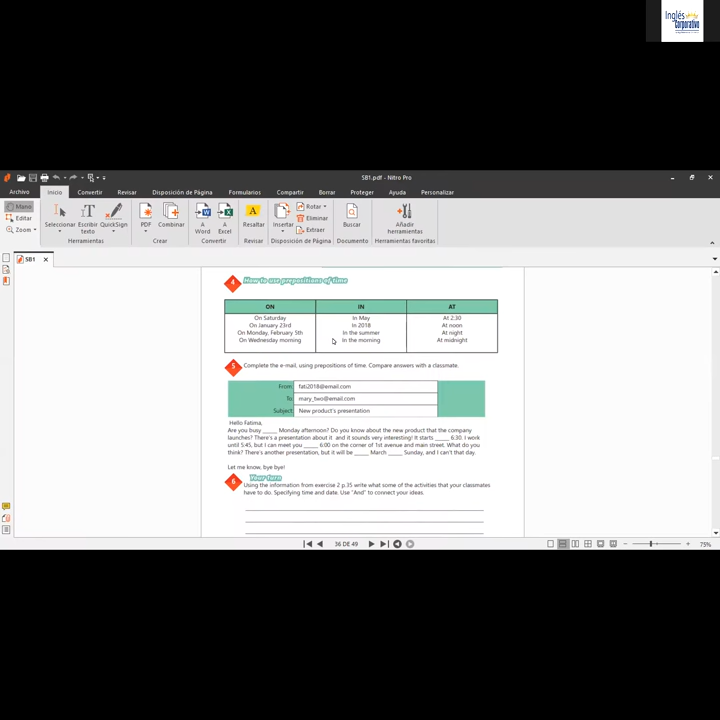 Inglés
Corporativo
SB1.pdf - Nitro Pro
Archivo Inicio Convertir Revisar Disposición de Página Formularios Compartir Borrar Proteger Ayuda Personalizar
Mano
Editar
Zoom
Seleccionar
Escribir texto
QuickSign
Herramientas
PDF
Combinar
Crear
A Word
A Excel
Convertir
Resaltar
Revisar
Insertar
Rotar
Eliminar
Extraer
Disposición de Página
Buscar
Documento
Añadir herramientas
Herramientas favoritas
SB1
4 How to use prepositions of time
ON IN AT
On Saturday In May At 2:30
On January 23rd In 2018 At noon
On Monday, February 5th In the summer At night
On Wednesday morning In the morning At midnight
5 Complete the e-mail, using prepositions of time. Compare answers with a classmate.
From: fati2018@email.com
To: mary_two@email.com
Subject: New product's presentation
Hello Fatima,
Are you busy _____ Monday afternoon? Do you know about the new product that the company
launches? There's a presentation about it and it sounds very interesting! It starts _____ 6:30. I work
until 5:45, but I can meet you _____ 6:00 on the corner of 1st avenue and main street. What do you
think? There's another presentation, but it will be _____ March _____ Sunday, and I can't that day.
Let me know, bye bye!
6 Your turn
Using the information from exercise 2 p.35 write what some of the activities that your classmates
have to do. Specifying time and date. Use "And" to connect your ideas.
36 DE 49
75%